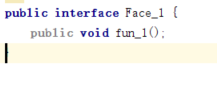 public interface Face_1 {
public void fun_1();
}